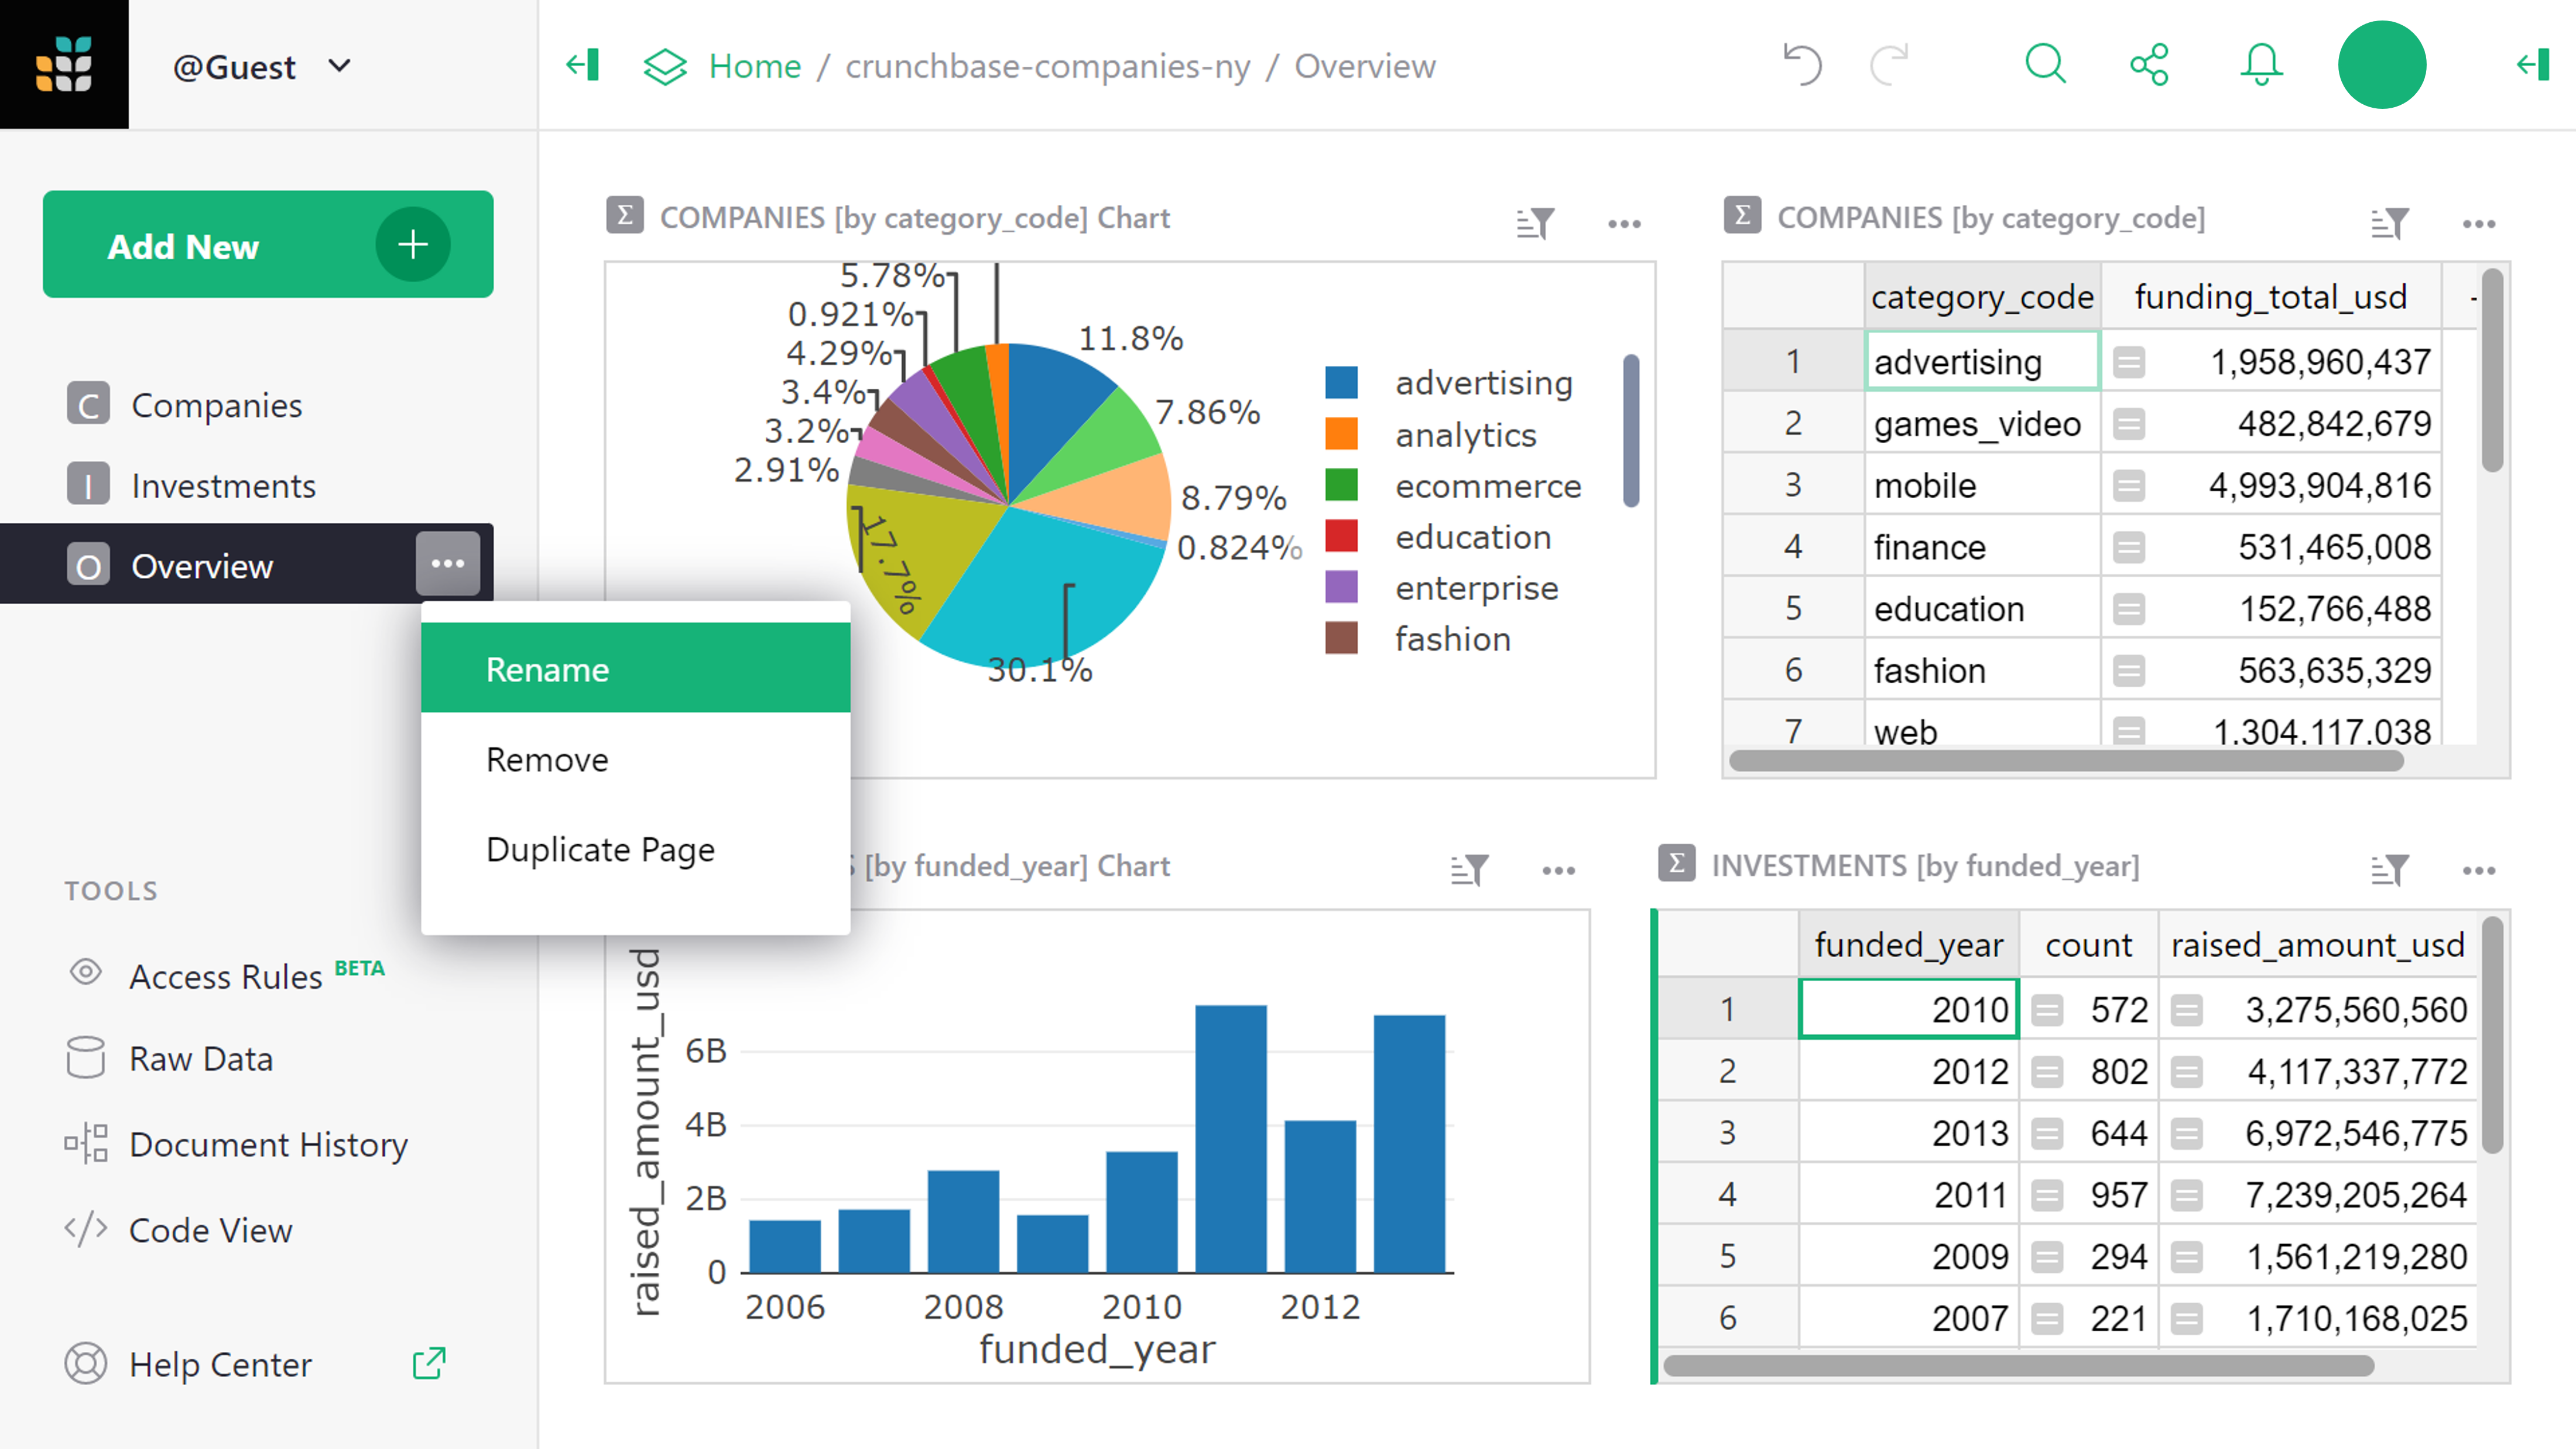 @Guest
Home / crunchbase-companies-ny / Overview
Add New
C Companies
I Investments
O Overview
Rename
Remove
Duplicate Page
TOOLS
Access Rules BETA
Raw Data
Document History
</> Code View
Help Center
Σ COMPANIES [by category_code] Chart
5.78%
0.921%
4.29%
3.4%
3.2%
2.91%
17.7%
30.1%
11.8%
7.86%
8.79%
0.824%
advertising
analytics
ecommerce
education
enterprise
fashion
Σ COMPANIES [by category_code]
category_code funding_total_usd
1 advertising = 1,958,960,437
2 games_video = 482,842,679
3 mobile = 4,993,904,816
4 finance = 531,465,008
5 education = 152,766,488
6 fashion = 563,635,329
7 web = 1,304,117,038
[by funded_year] Chart
raised_amount_usd
6B
4B
2B
0
2006 2008 2010 2012
funded_year
Σ INVESTMENTS [by funded_year]
funded_year count raised_amount_usd
1 2010 = 572 = 3,275,560,560
2 2012 = 802 = 4,117,337,772
3 2013 = 644 = 6,972,546,775
4 2011 = 957 = 7,239,205,264
5 2009 = 294 = 1,561,219,280
6 2007 = 221 = 1,710,168,025